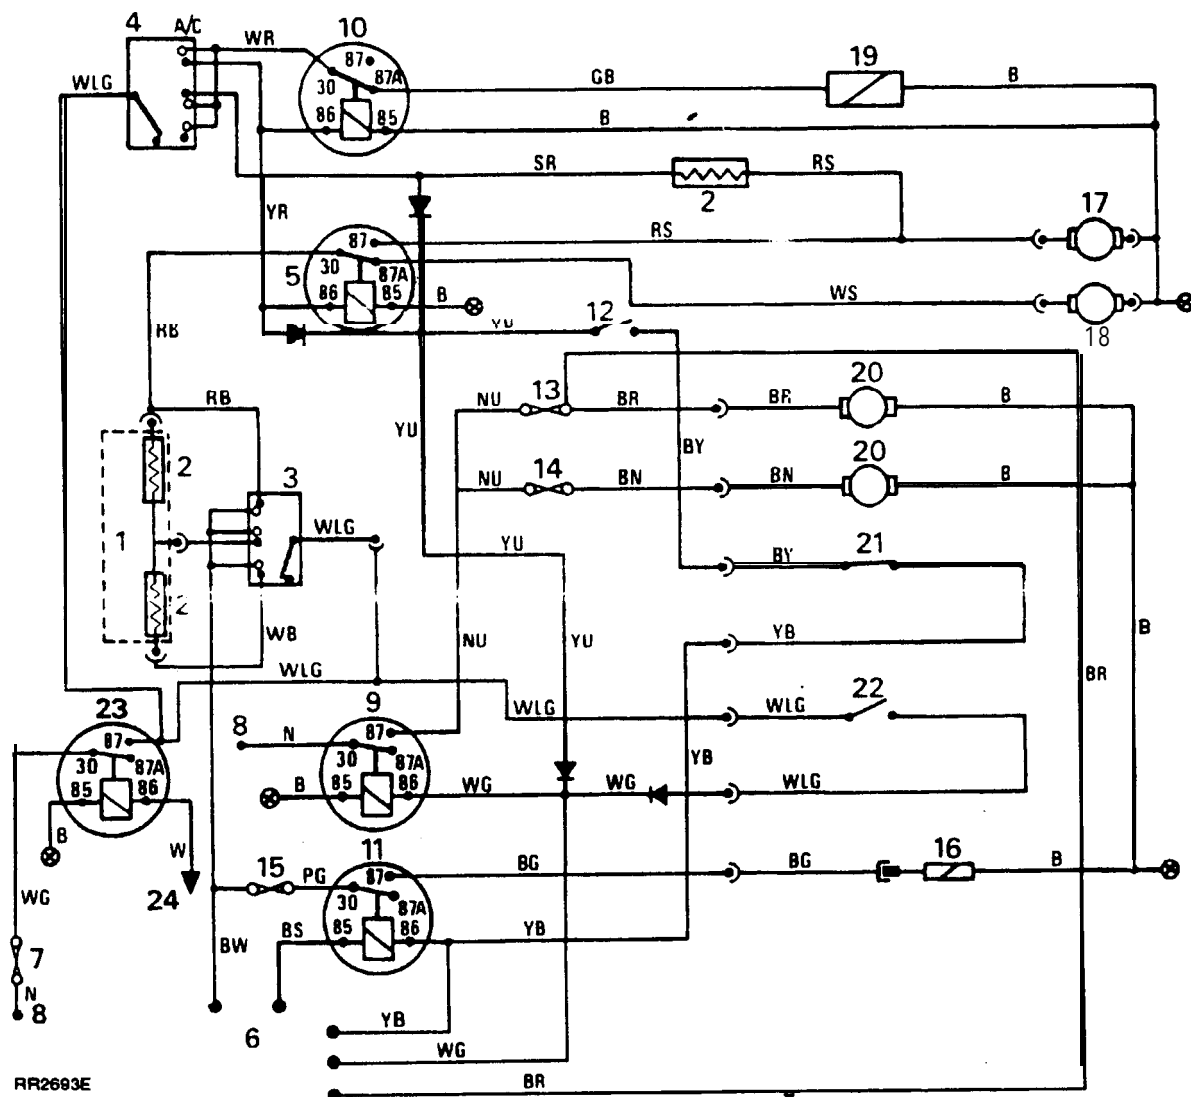 4 A/C 10
WR 87
WLG 30 87A GB 19 B
86 85 B
SR RS
2
YR 87 RS 17
5 30 87A
86 85 B WS
RB YU 12 18
RB NU 13 BR BR 20 B
YU BY
2 3 NU 14 BN BN 20 B
1 WLG YU BY 21
2 WB NU YU YB B
WLG BR
23 9 WLG WLG 22
87 8 N 87
30 87A 30 87A YB
85 86 B 85 86 WG WG WLG
B W 11
24 15 PG 87 BG BG 16 B
WG 30 87A
BW BS 85 86 YB
7
N
8 6 YB
WG
RR2693E BR